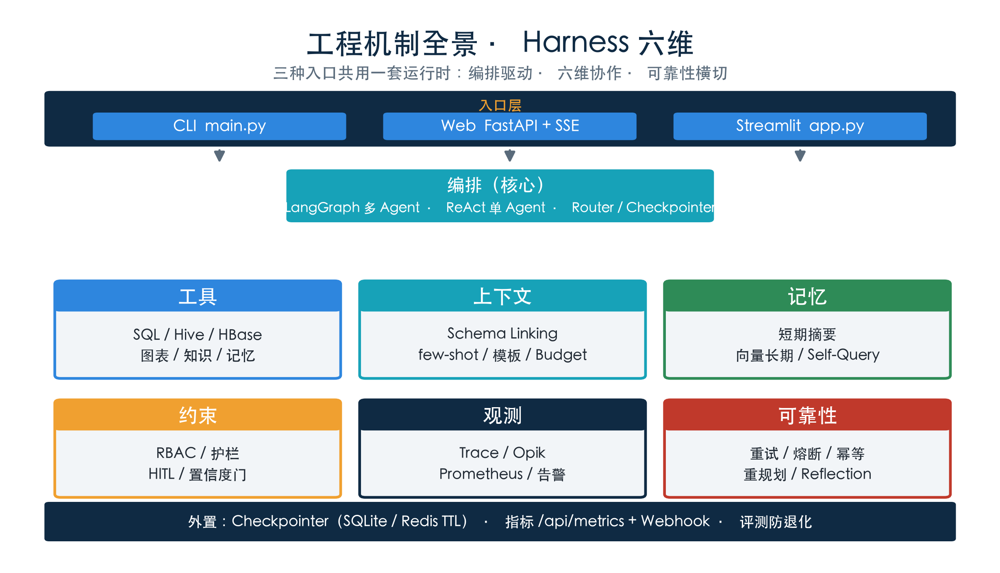 工程机制全景 · Harness 六维
三种入口共用一套运行时：编排驱动 · 六维协作 · 可靠性横切
入口层
CLI main.py
Web FastAPI + SSE
Streamlit app.py
编排（核心）
LangGraph 多 Agent · ReAct 单 Agent · Router / Checkpointer
工具
SQL / Hive / HBase
图表 / 知识 / 记忆
上下文
Schema Linking
few-shot / 模板 / Budget
记忆
短期摘要
向量长期 / Self-Query
约束
RBAC / 护栏
HITL / 置信度门
观测
Trace / Opik
Prometheus / 告警
可靠性
重试 / 熔断 / 幂等
重规划 / Reflection
外置：Checkpointer（SQLite / Redis TTL） · 指标 /api/metrics + Webhook · 评测防退化